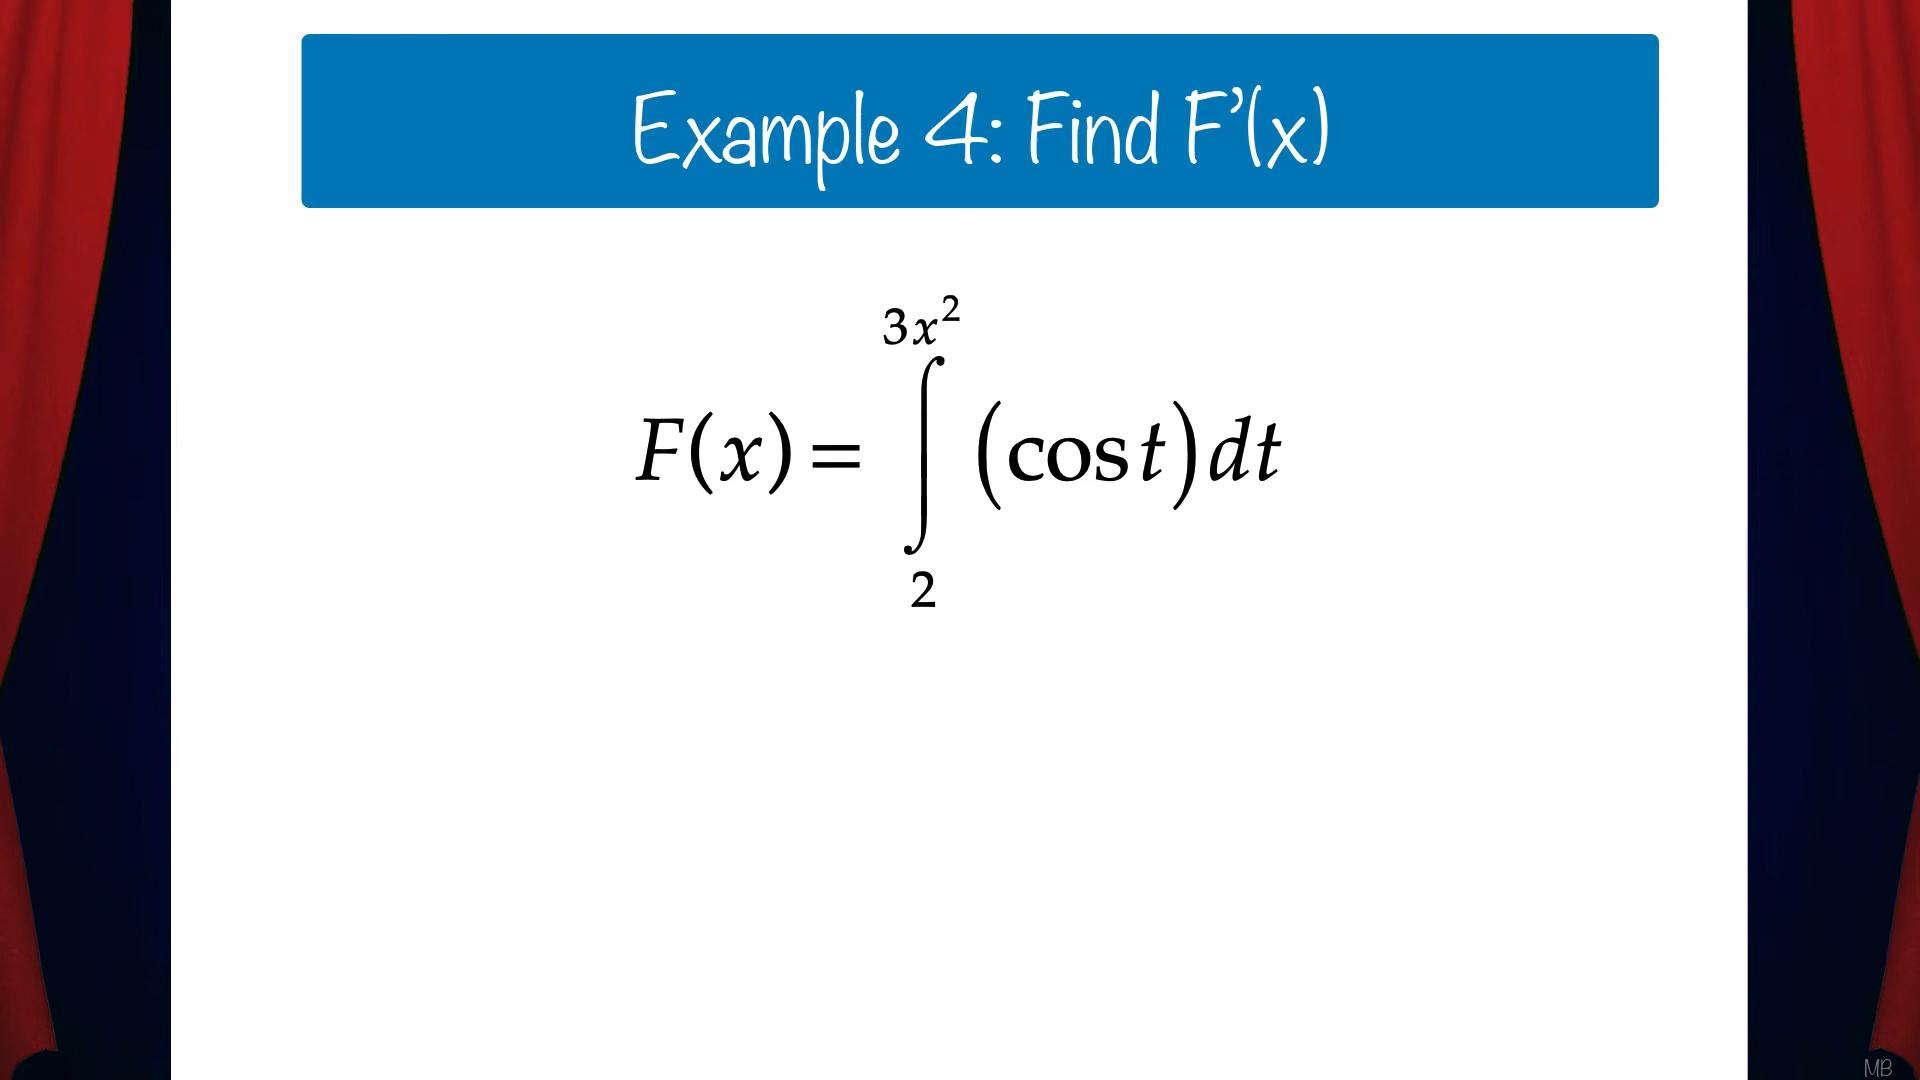 Example 4: Find F’(x)
F(x) = ∫₂^{3x²} (cos t) dt
MB